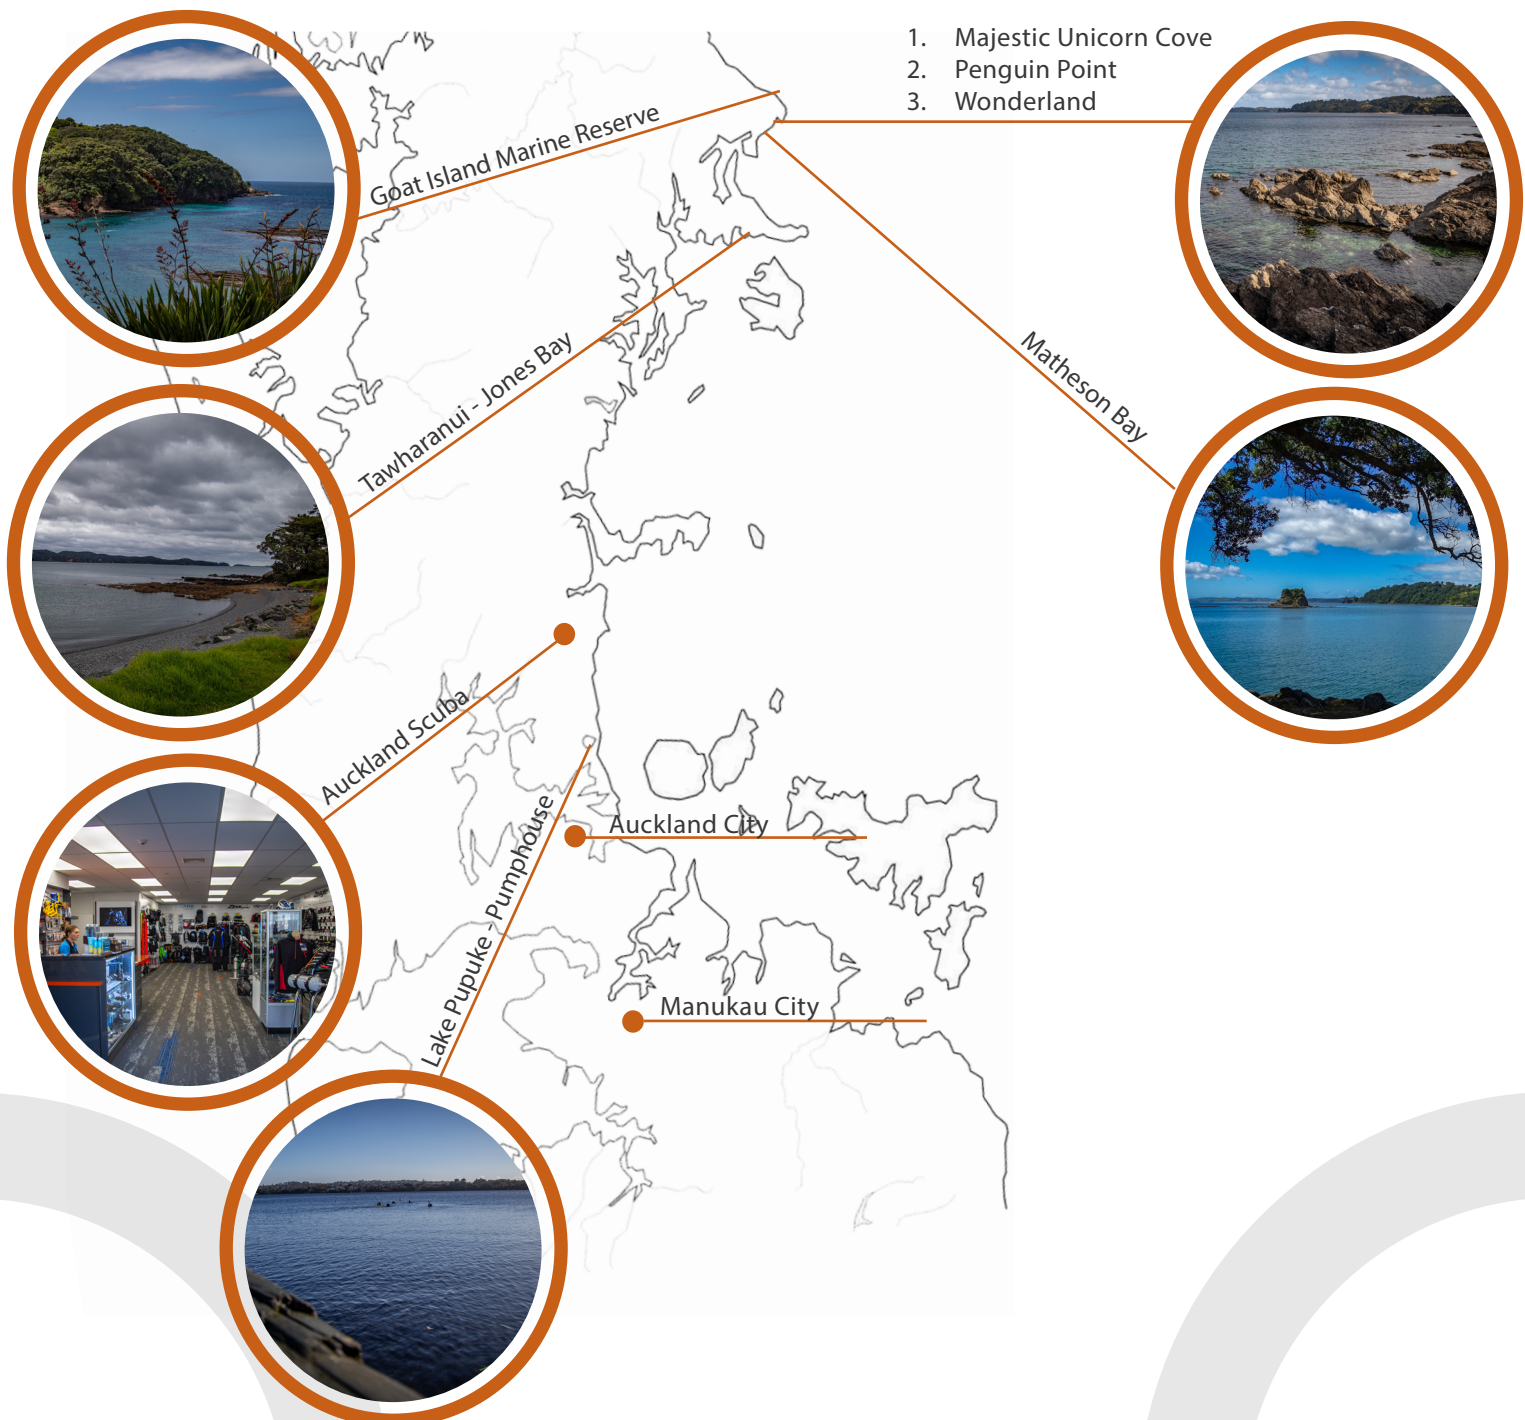 1. Majestic Unicorn Cove
2. Penguin Point
3. Wonderland
Goat Island Marine Reserve
Tawharanui - Jones Bay
Matheson Bay
Auckland Scuba
Lake Pupuke - Pumphouse
Auckland City
Manukau City